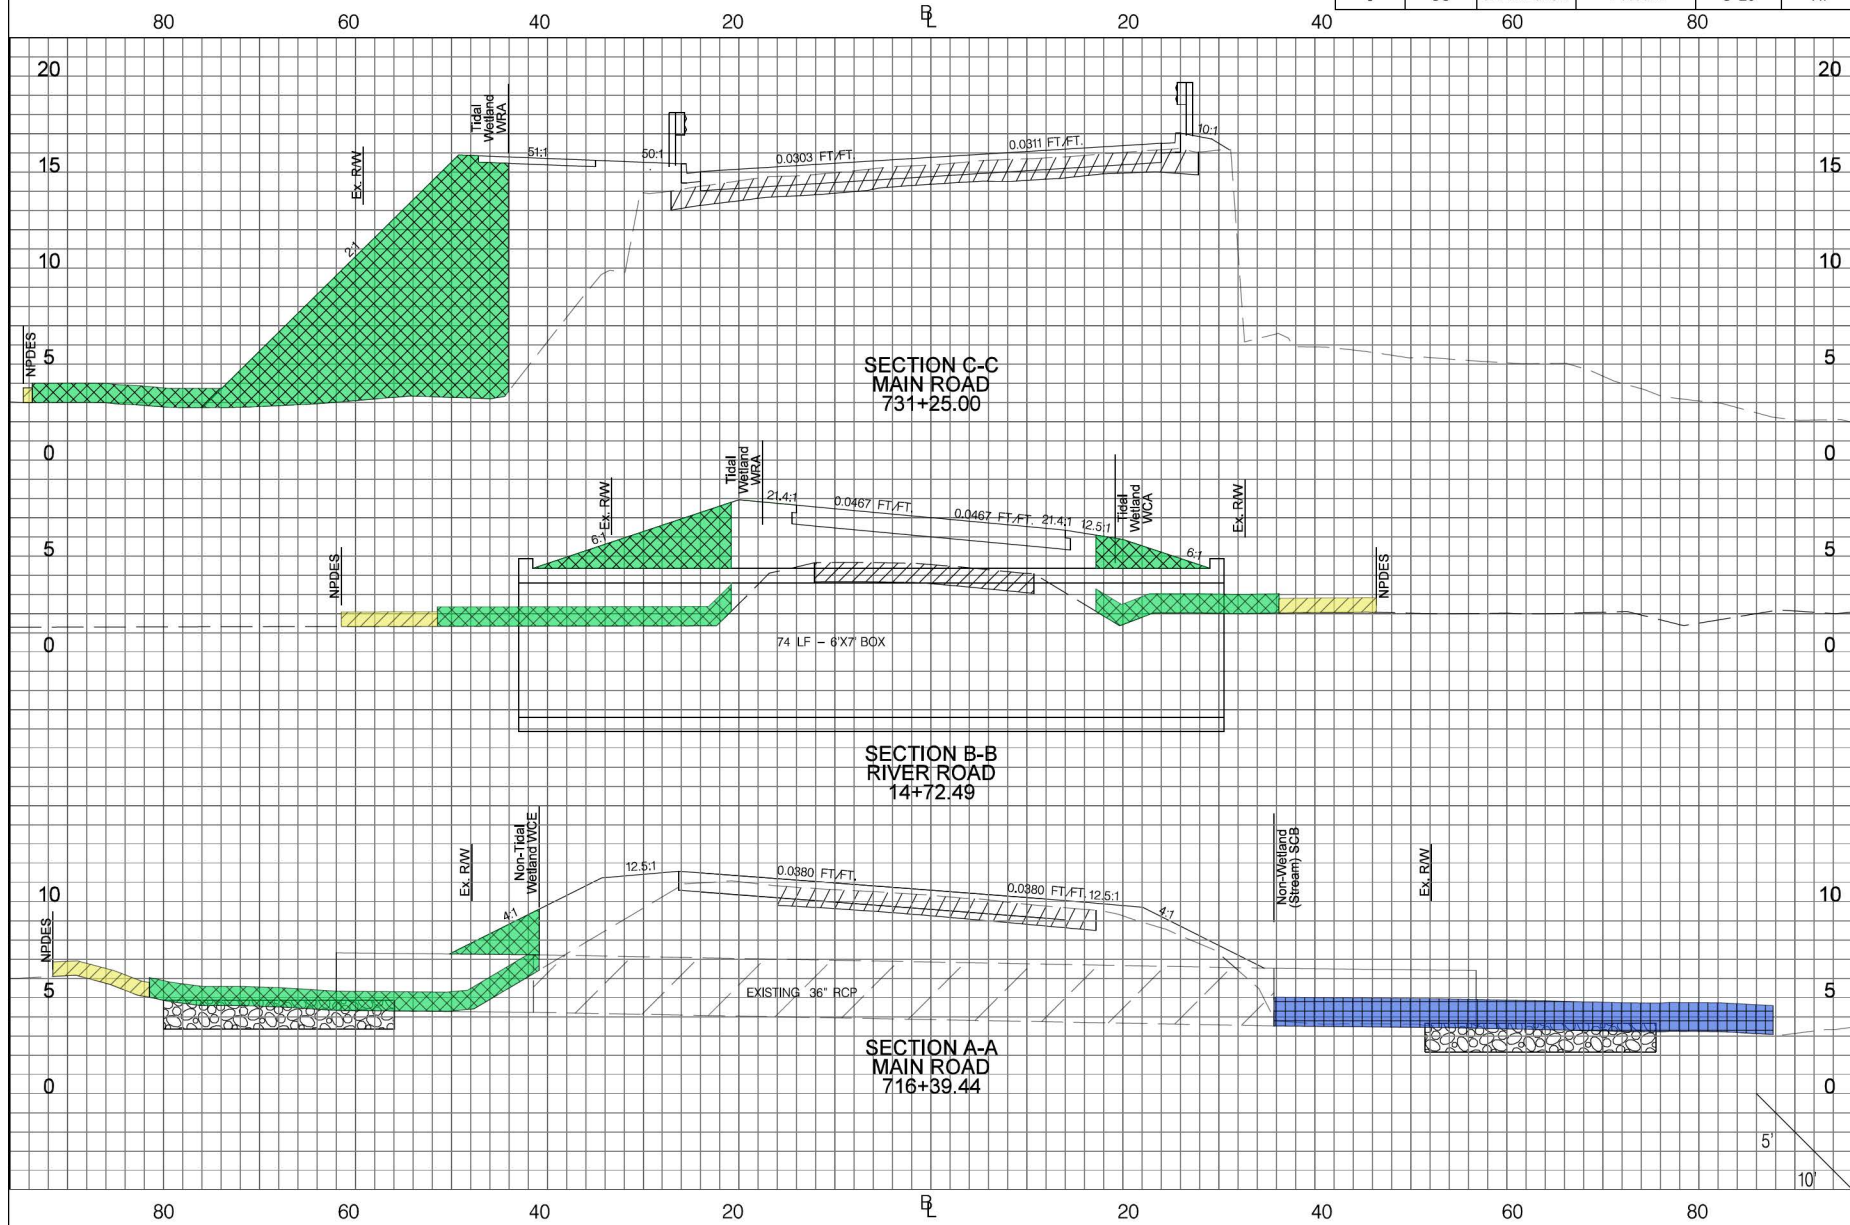 80 60 40 20 BL 20 40 60 80
20 20
Tidal
Wetland
WRA
Ex. R/W
51:1 50:1 0.0303 FT/FT. 0.0311 FT/FT. 10:1
15 15
2:1
10 10
NPDES
5 5
SECTION C-C
MAIN ROAD
731+25.00
0 0
Tidal
Wetland
WRA
Tidal
Wetland
WCA
Ex. R/W Ex. R/W
21.4:1 0.0467 FT/FT. 0.0467 FT/FT. 21.4:1 12.5:1
6:1 6:1
5 5
NPDES NPDES
74 LF – 6'X7' BOX
0 0
SECTION B-B
RIVER ROAD
14+72.49
Ex. R/W
Non-Tidal
Wetland WCE
Non-Wetland
(Stream) SCB
Ex. R/W
12.5:1 0.0380 FT/FT. 0.0380 FT/FT. 12.5:1
10 10
4:1 4:1
NPDES
5 5
EXISTING 36" RCP
SECTION A-A
MAIN ROAD
716+39.44
0 0
5'
10'
80 60 40 20 BL 20 40 60 80